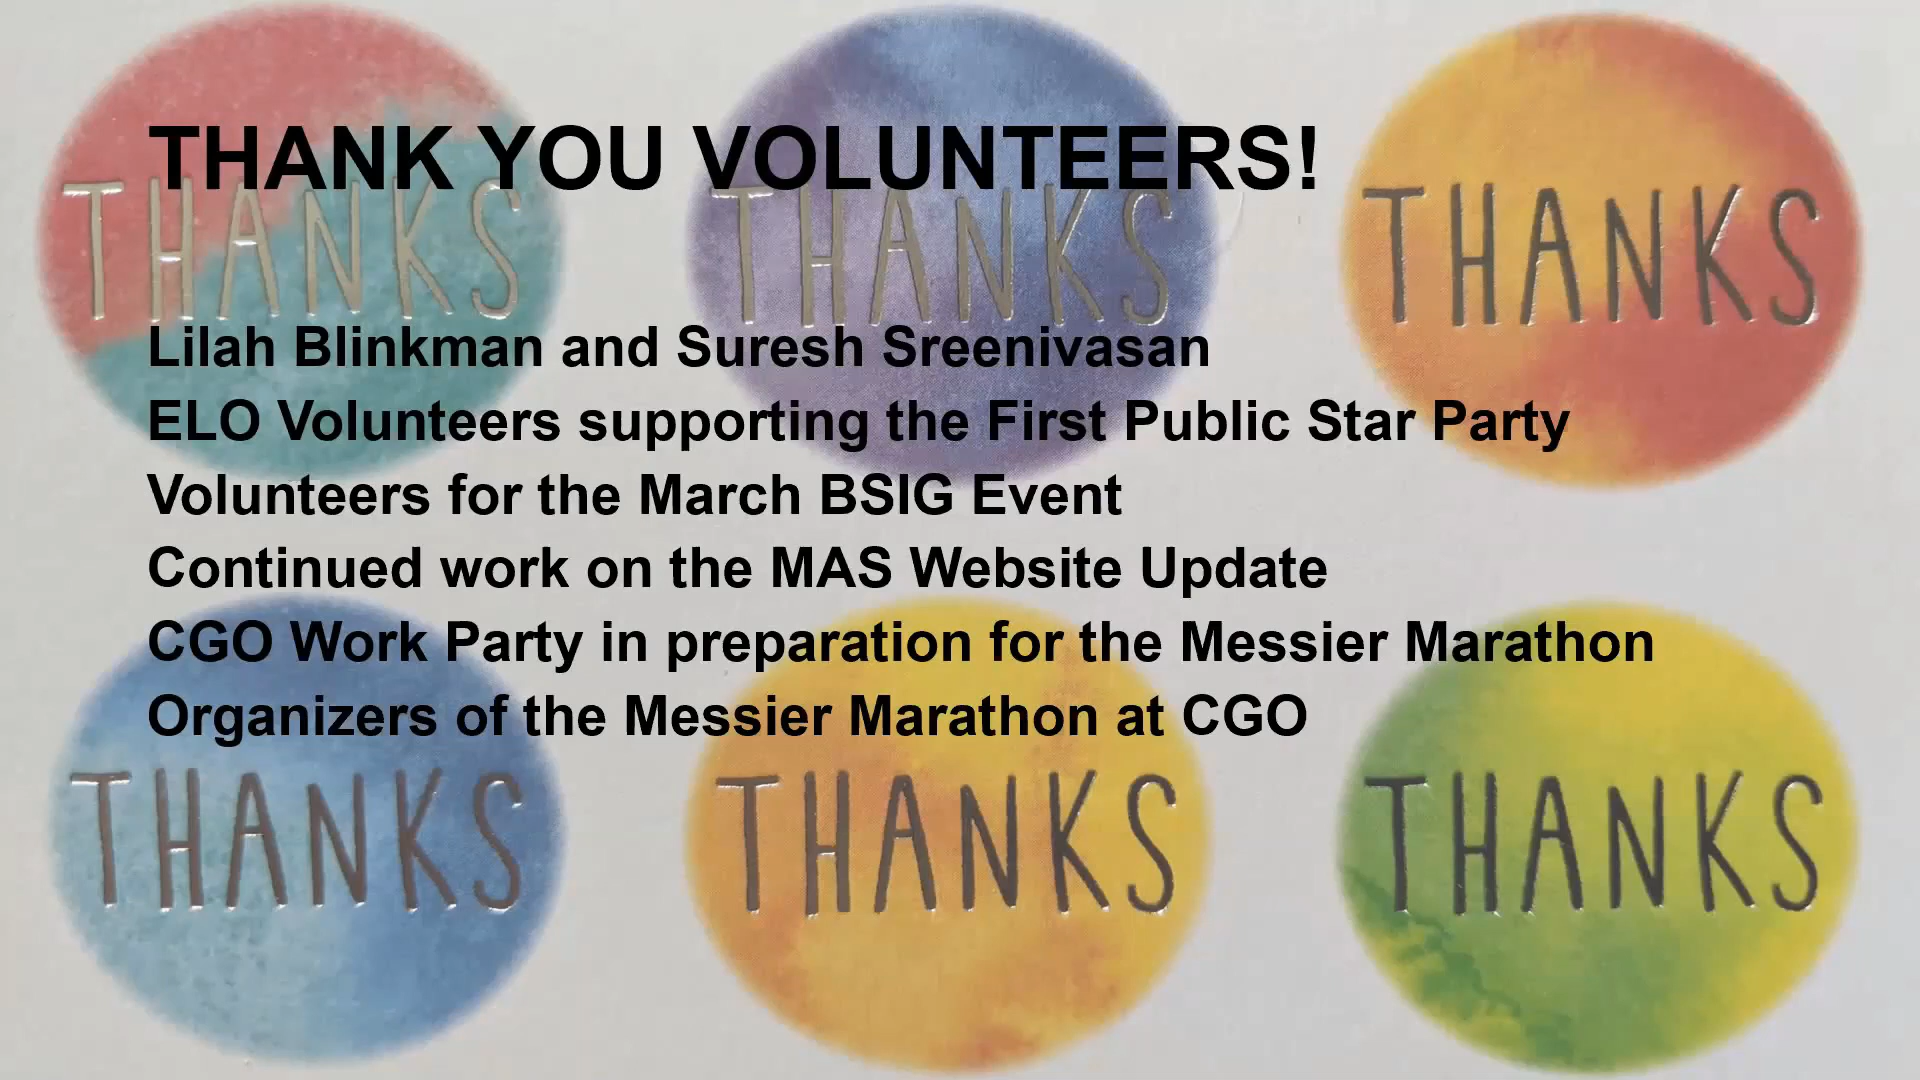 THANK YOU VOLUNTEERS!
THANKS THANKS THANKS
Lilah Blinkman and Suresh Sreenivasan
ELO Volunteers supporting the First Public Star Party
Volunteers for the March BSIG Event
Continued work on the MAS Website Update
CGO Work Party in preparation for the Messier Marathon
Organizers of the Messier Marathon at CGO
THANKS THANKS THANKS